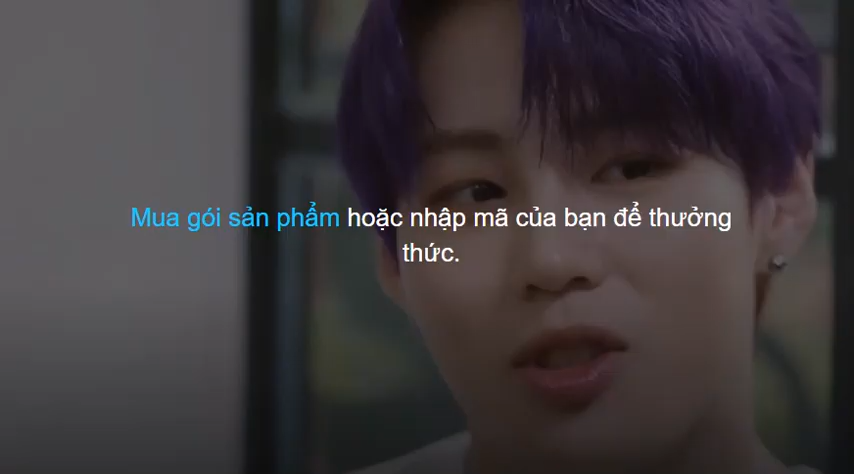 Mua gói sản phẩm hoặc nhập mã của bạn để thưởng
thức.